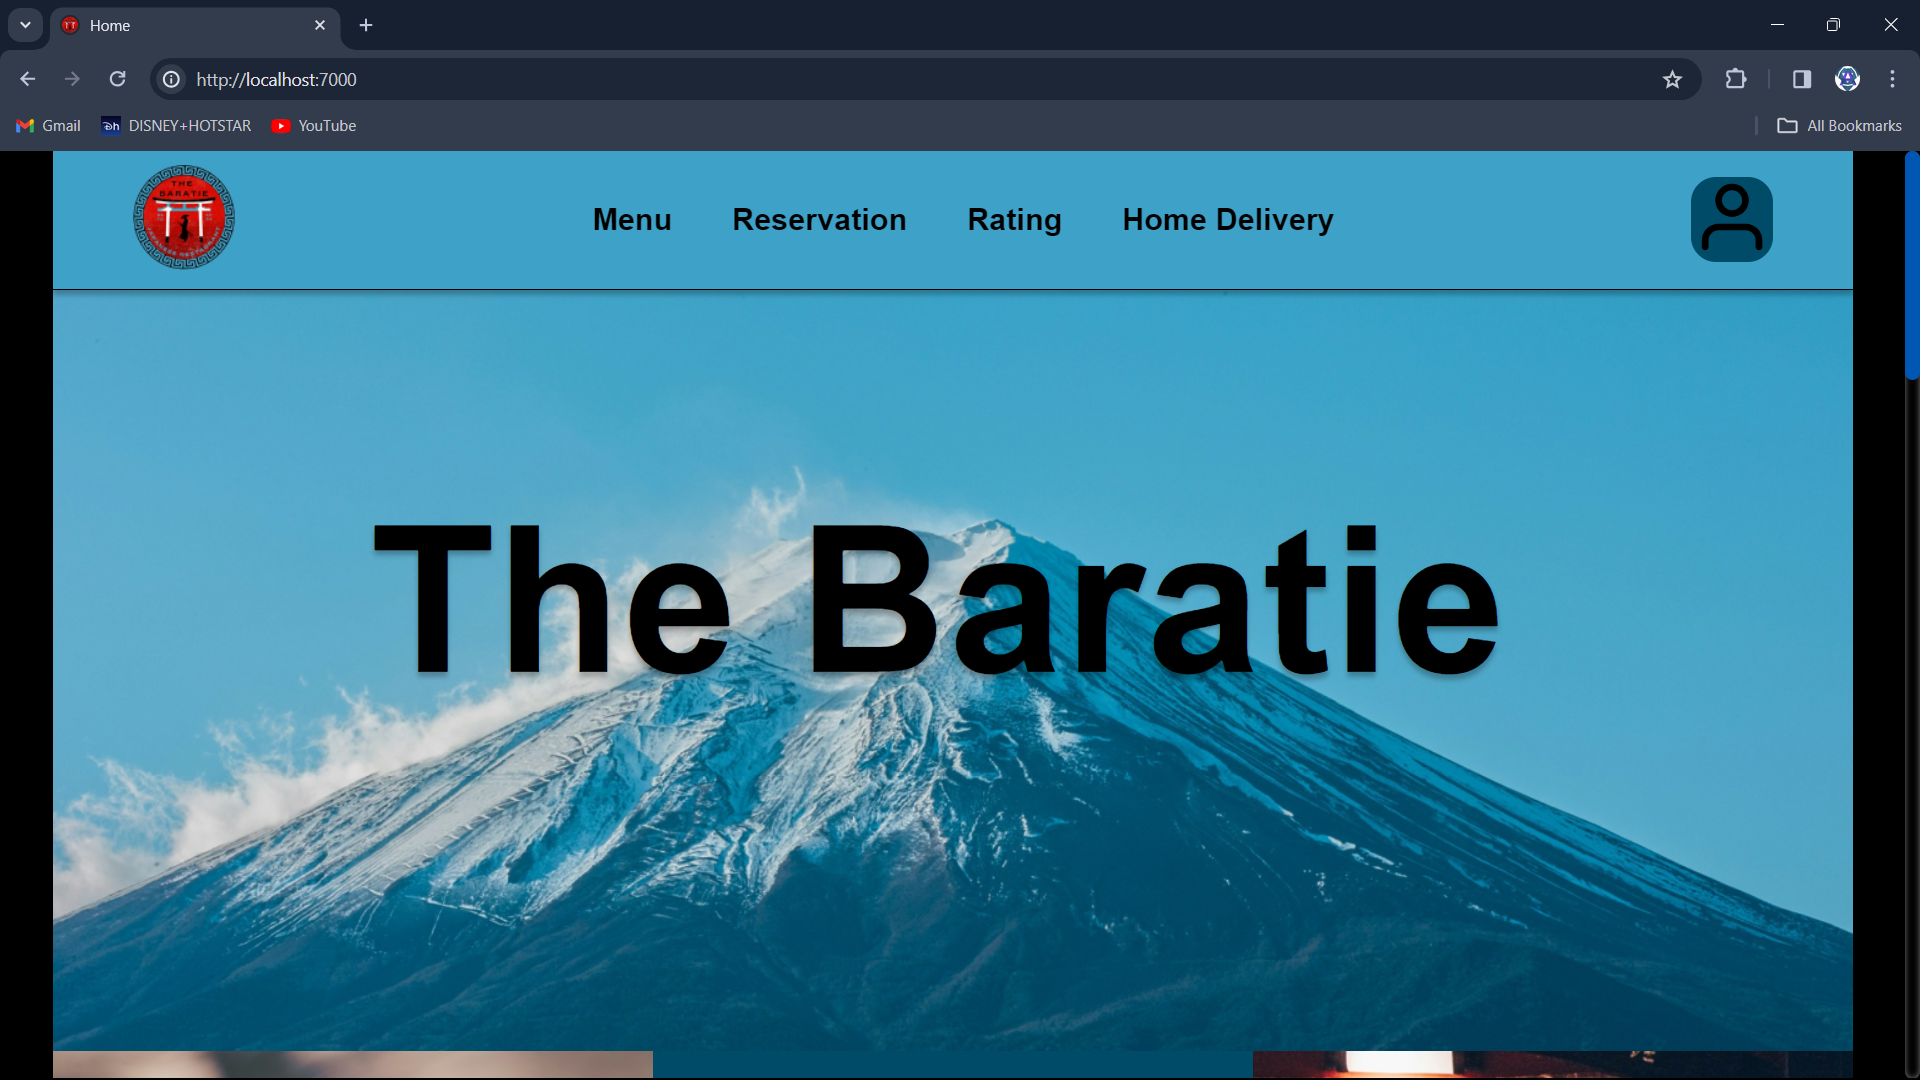 Home
http://localhost:7000
Gmail
DISNEY+HOTSTAR
YouTube
All Bookmarks
THE
BARATIE
Menu
Reservation
Rating
Home Delivery
The Baratie